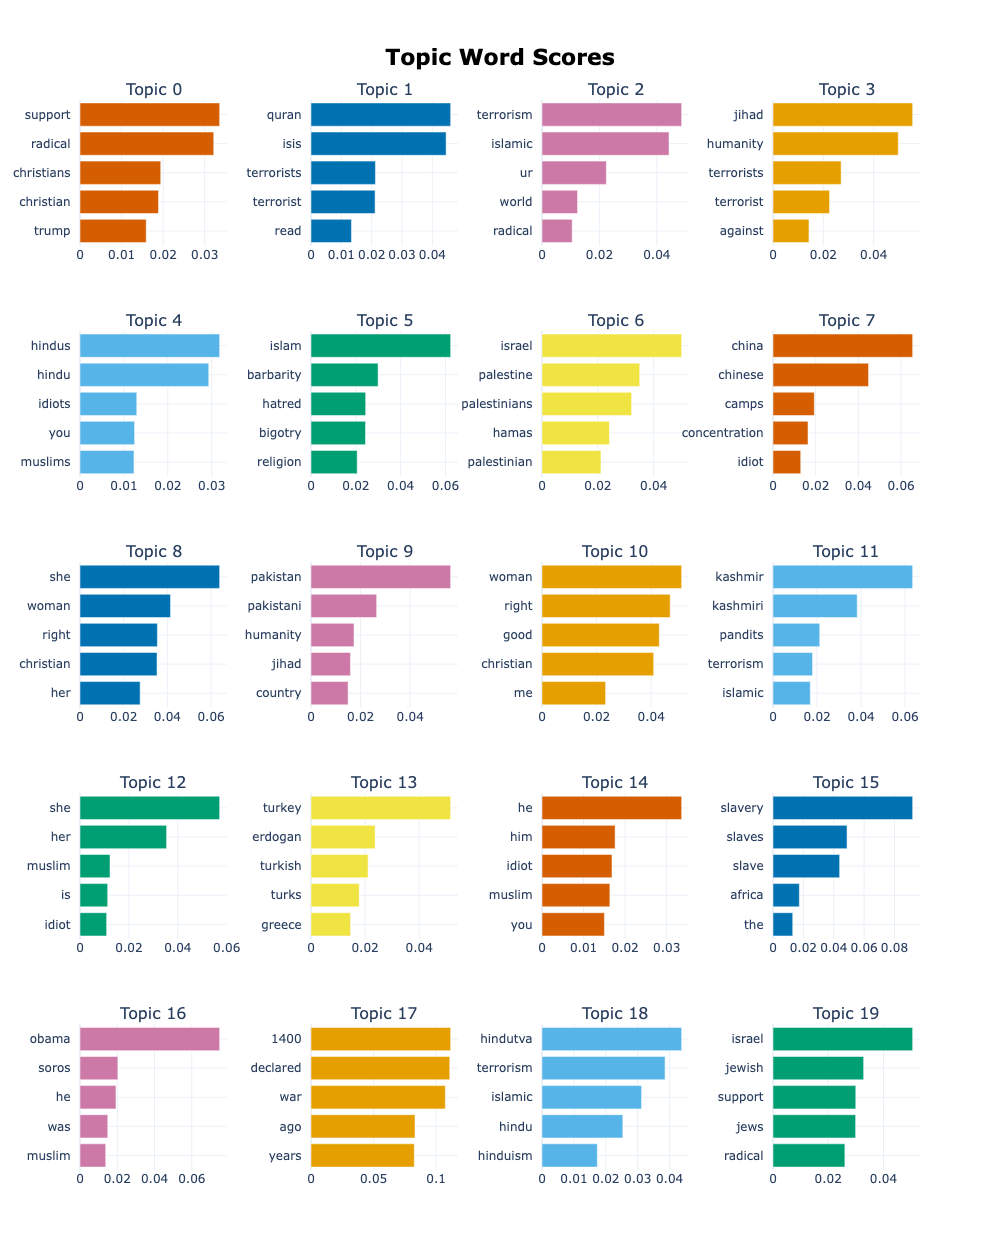 Topic Word Scores
Topic 0
support
radical
christians
christian
trump
0 0.01 0.02 0.03
Topic 1
quran
isis
terrorists
terrorist
read
0 0.01 0.02 0.03 0.04
Topic 2
terrorism
islamic
ur
world
radical
0 0.02 0.04
Topic 3
jihad
humanity
terrorists
terrorist
against
0 0.02 0.04
Topic 4
hindus
hindu
idiots
you
muslims
0 0.01 0.02 0.03
Topic 5
islam
barbarity
hatred
bigotry
religion
0 0.02 0.04 0.06
Topic 6
israel
palestine
palestinians
hamas
palestinian
0 0.02 0.04
Topic 7
china
chinese
camps
concentration
idiot
0 0.02 0.04 0.06
Topic 8
she
woman
right
christian
her
0 0.02 0.04 0.06
Topic 9
pakistan
pakistani
humanity
jihad
country
0 0.02 0.04
Topic 10
woman
right
good
christian
me
0 0.02 0.04
Topic 11
kashmir
kashmiri
pandits
terrorism
islamic
0 0.02 0.04 0.06
Topic 12
she
her
muslim
is
idiot
0 0.02 0.04 0.06
Topic 13
turkey
erdogan
turkish
turks
greece
0 0.02 0.04
Topic 14
he
him
idiot
muslim
you
0 0.01 0.02 0.03
Topic 15
slavery
slaves
slave
africa
the
0 0.02 0.04 0.06 0.08
Topic 16
obama
soros
he
was
muslim
0 0.02 0.04 0.06
Topic 17
1400
declared
war
ago
years
0 0.05 0.1
Topic 18
hindutva
terrorism
islamic
hindu
hinduism
0 0.01 0.02 0.03 0.04
Topic 19
israel
jewish
support
jews
radical
0 0.02 0.04